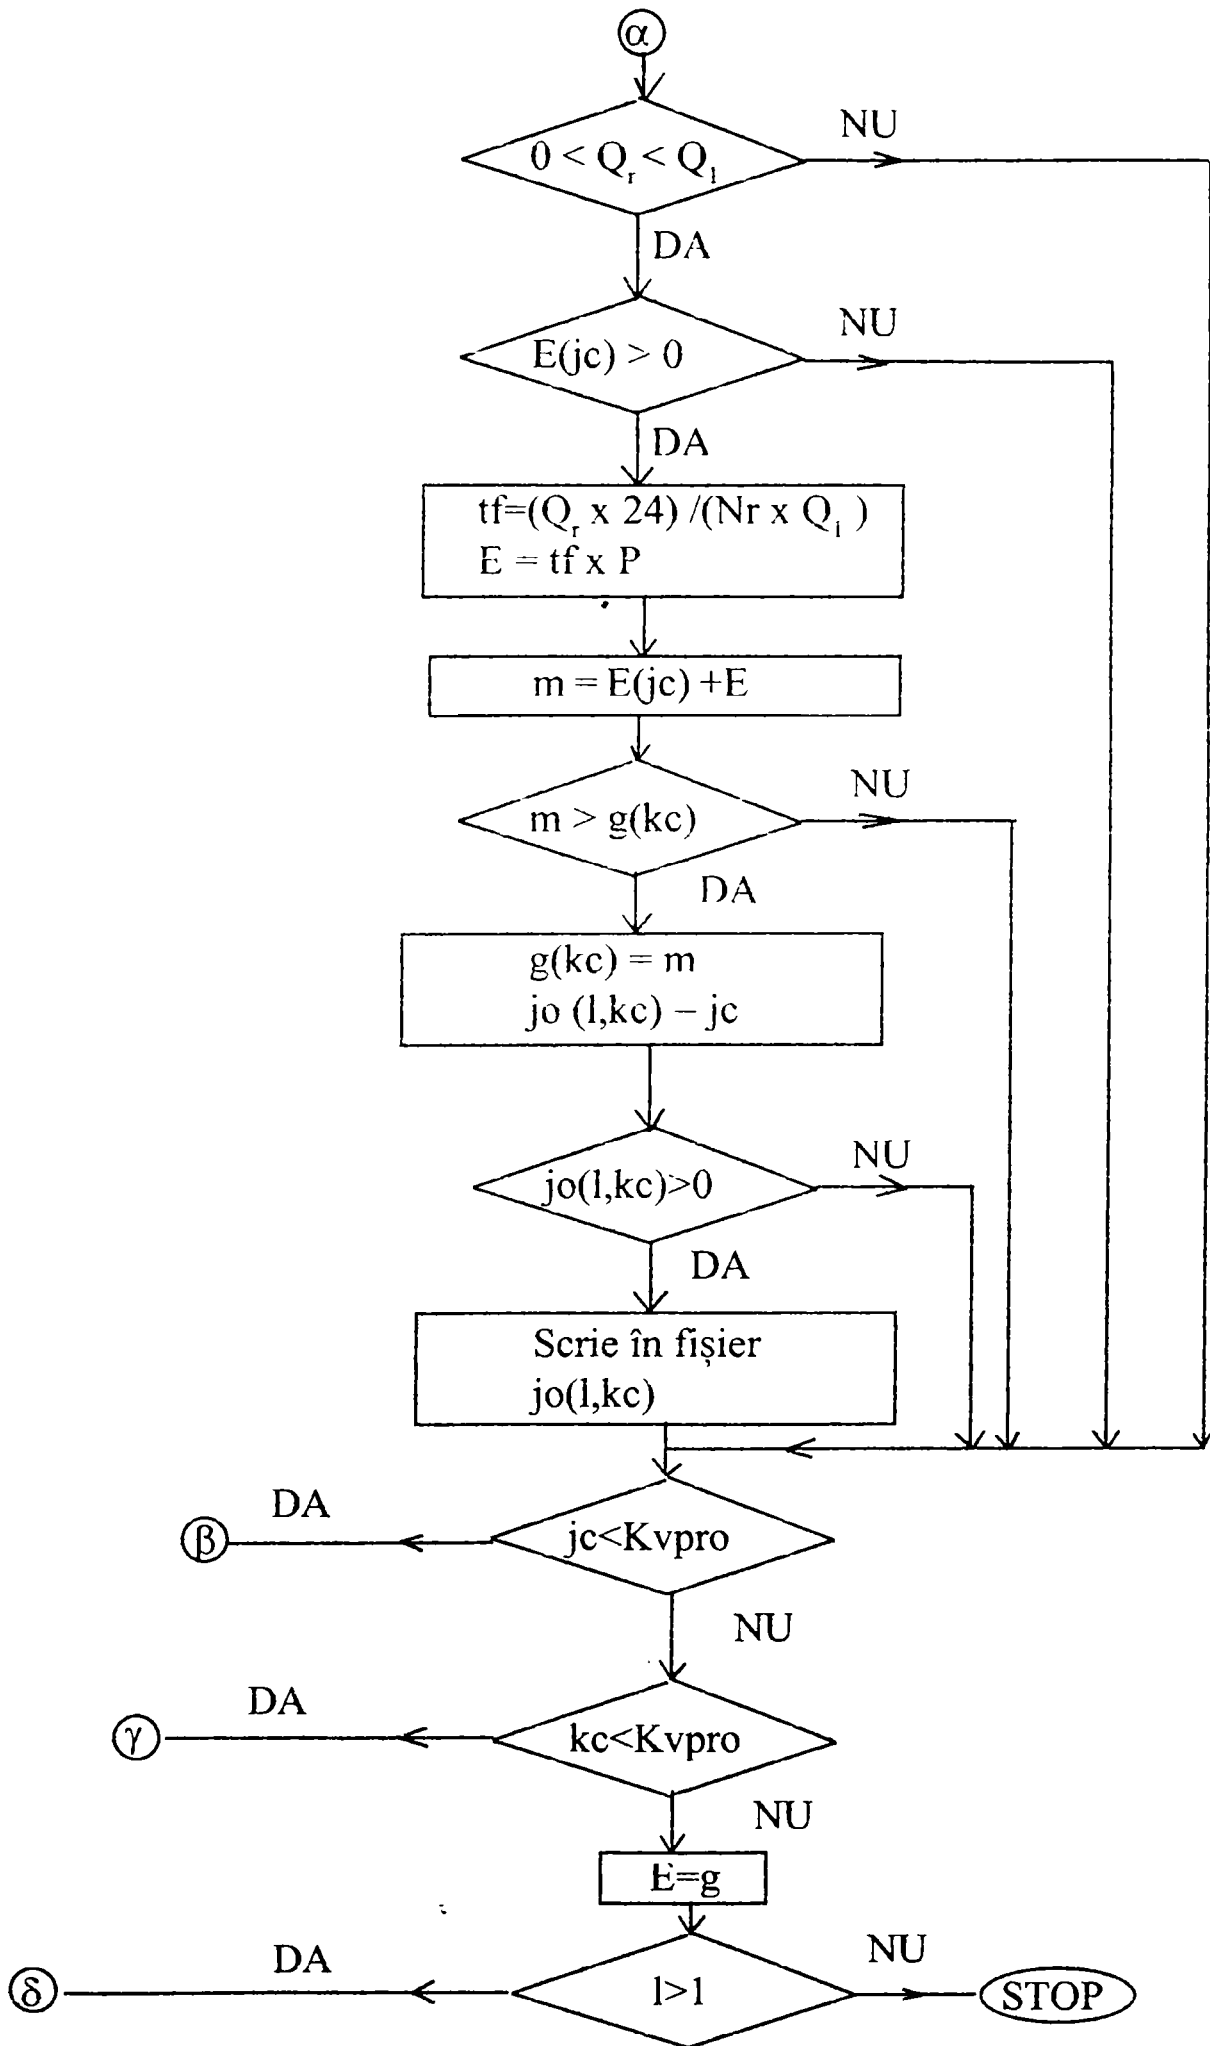 α
0 < Qᵣ < Qₗ
NU
DA
E(jc) > 0
NU
DA
tf=(Qᵣ x 24) /(Nr x Qᵢ )
E = tf x P
m = E(jc) +E
m > g(kc)
NU
DA
g(kc) = m
jo (l,kc) – jc
jo(l,kc)>0
NU
DA
Scrie în fișier
jo(l,kc)
β
DA
jc<Kvpro
NU
γ
DA
kc<Kvpro
NU
E=g
δ
DA
l>1
NU
STOP